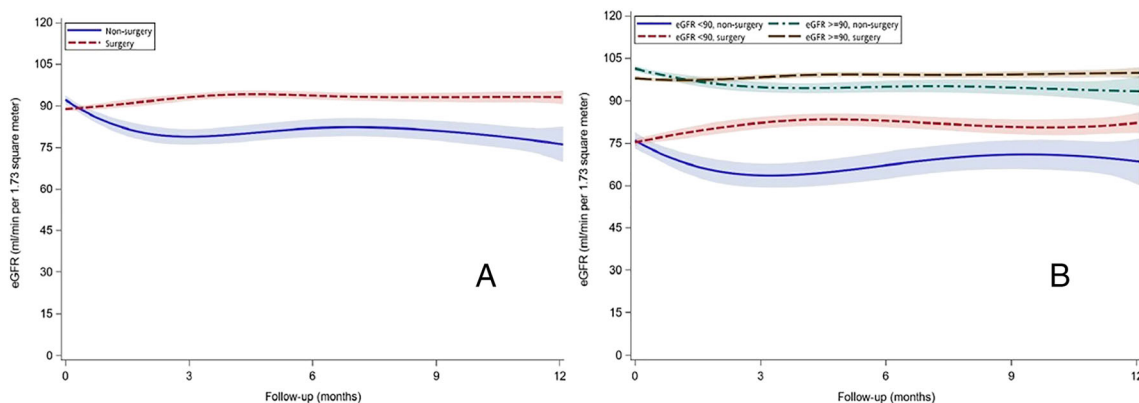 120
105
90
75
60
45
30
15
0
eGFR (ml/min per 1.73 square meter)
Non-surgery
Surgery
A
0 3 6 9 12
Follow-up (months)
120
105
90
75
60
45
30
15
0
eGFR (ml/min per 1.73 square meter)
eGFR <90, non-surgery eGFR >=90, non-surgery
eGFR <90, surgery eGFR >=90, surgery
B
0 3 6 9 12
Follow-up (months)